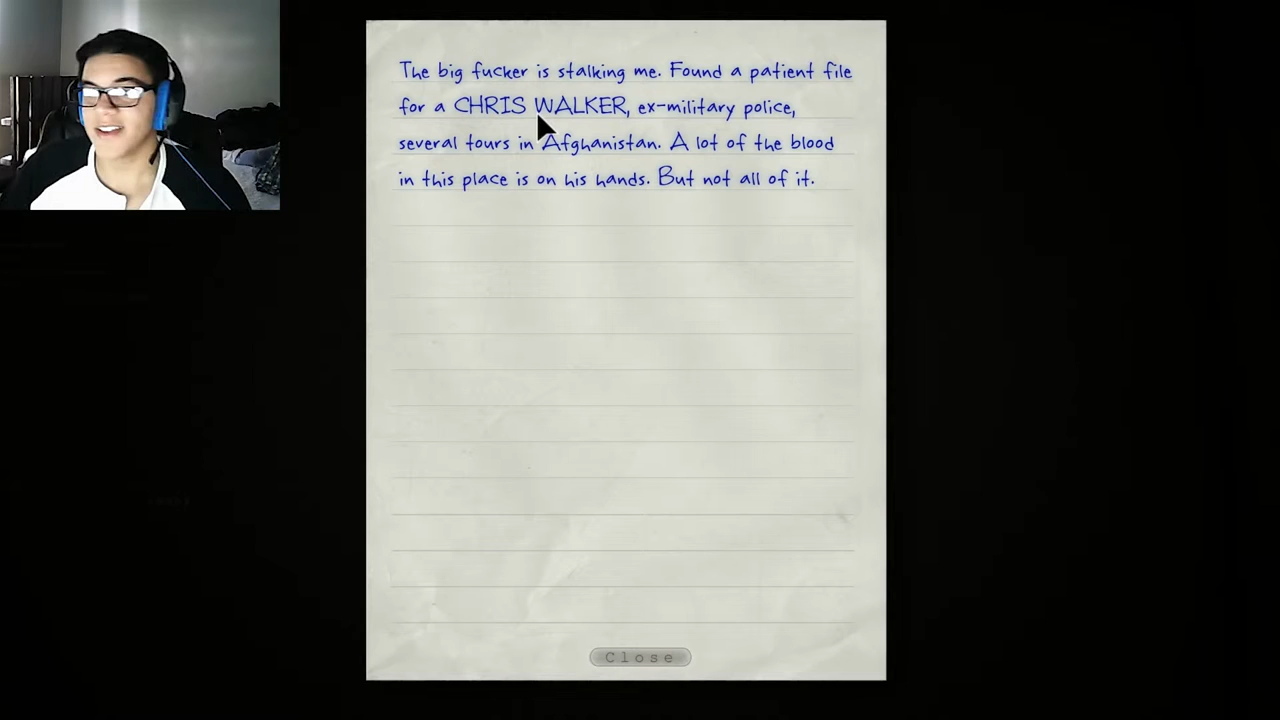 The big fucker is stalking me. Found a patient file
for a CHRIS WALKER, ex-military police,
several tours in Afghanistan. A lot of the blood
in this place is on his hands. But not all of it.
Close